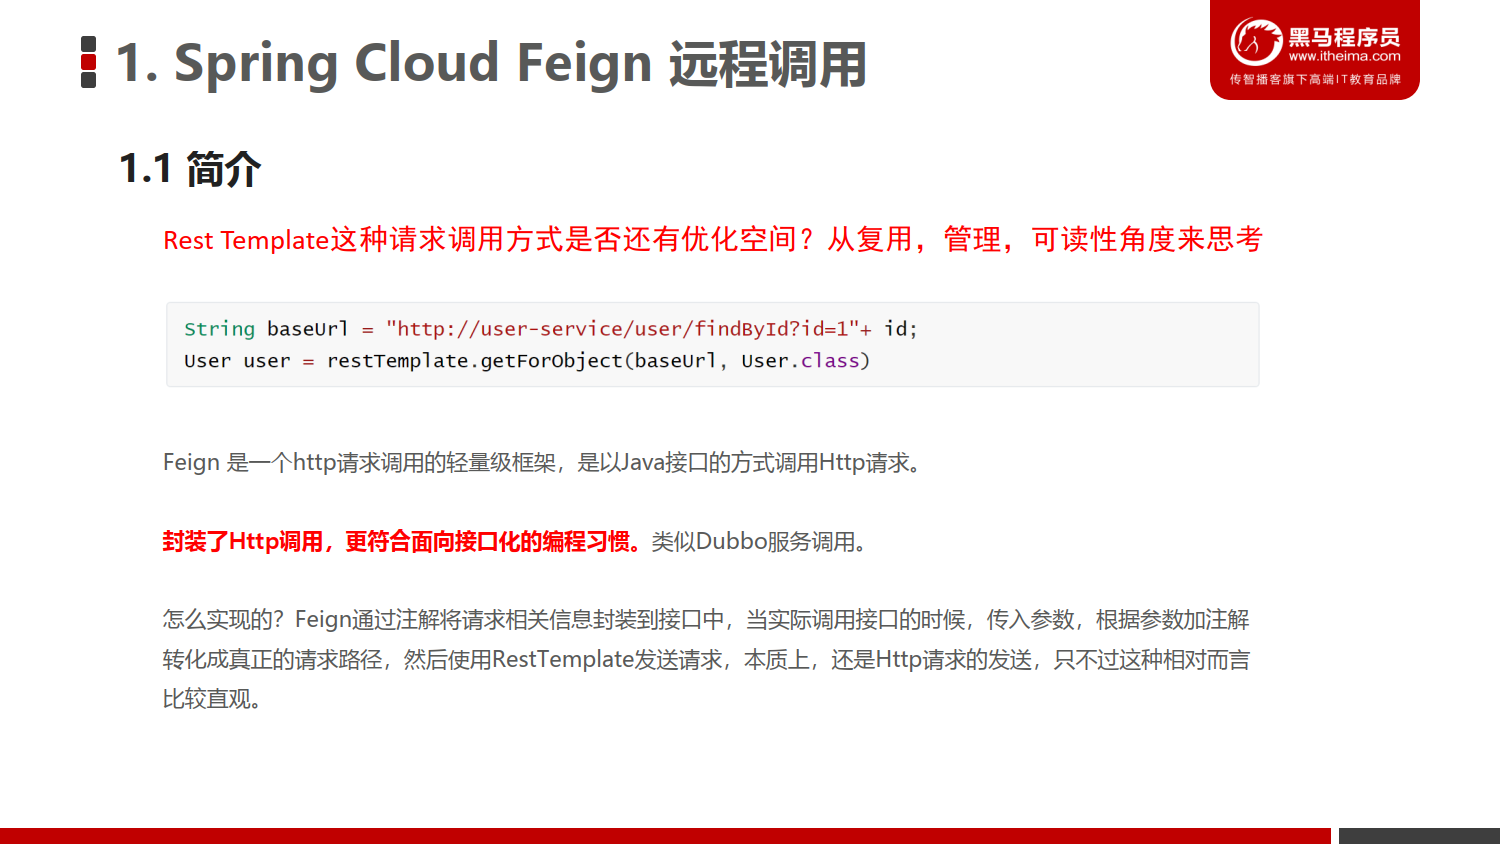 1. Spring Cloud Feign 远程调用
黑马程序员
www.itheima.com
传智播客旗下高端IT教育品牌
1.1 简介
Rest Template这种请求调用方式是否还有优化空间？从复用，管理，可读性角度来思考
String baseUrl = "http://user-service/user/findById?id=1"+ id;
User user = restTemplate.getForObject(baseUrl, User.class)
Feign 是一个http请求调用的轻量级框架，是以Java接口的方式调用Http请求。
封装了Http调用，更符合面向接口化的编程习惯。类似Dubbo服务调用。
怎么实现的？Feign通过注解将请求相关信息封装到接口中，当实际调用接口的时候，传入参数，根据参数加注解
转化成真正的请求路径，然后使用RestTemplate发送请求，本质上，还是Http请求的发送，只不过这种相对而言
比较直观。